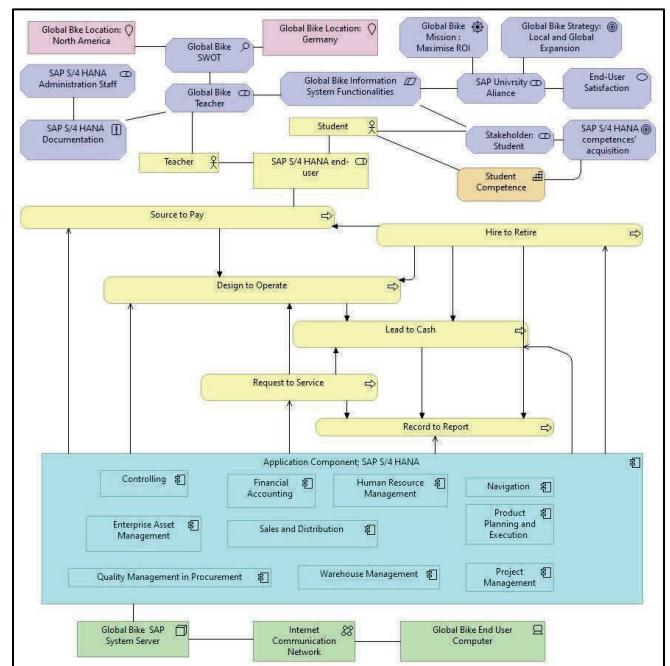 Global Bike Location:
North America
Global Bike
SWOT
Global Bike Location:
Germany
Global Bike
Mission :
Maximise ROI
Global Bike Strategy:
Local and Global
Expansion
SAP S/4 HANA
Administration Staff
Global Bike
Teacher
Global Bike Information
System Functionalities
SAP Univrsity
Aliance
End-User
Satisfaction
SAP S/4 HANA
Documentation
Student
Stakeholder:
Student
SAP S/4 HANA
competences'
acquisition
Teacher
SAP S/4 HANA end-
user
Student
Competence
Source to Pay
Hire to Retire
Design to Operate
Lead to Cash
Request to Service
Record to Report
Application Component; SAP S/4 HANA
Controlling
Financial
Accounting
Human Resource
Management
Navigation
Enterprise Asset
Management
Sales and Distribution
Product
Planning and
Execution
Quality Management in Procurement
Warehouse Management
Project
Management
Global Bike  SAP
System Server
Internet
Communication
Network
Global Bike End User
Computer